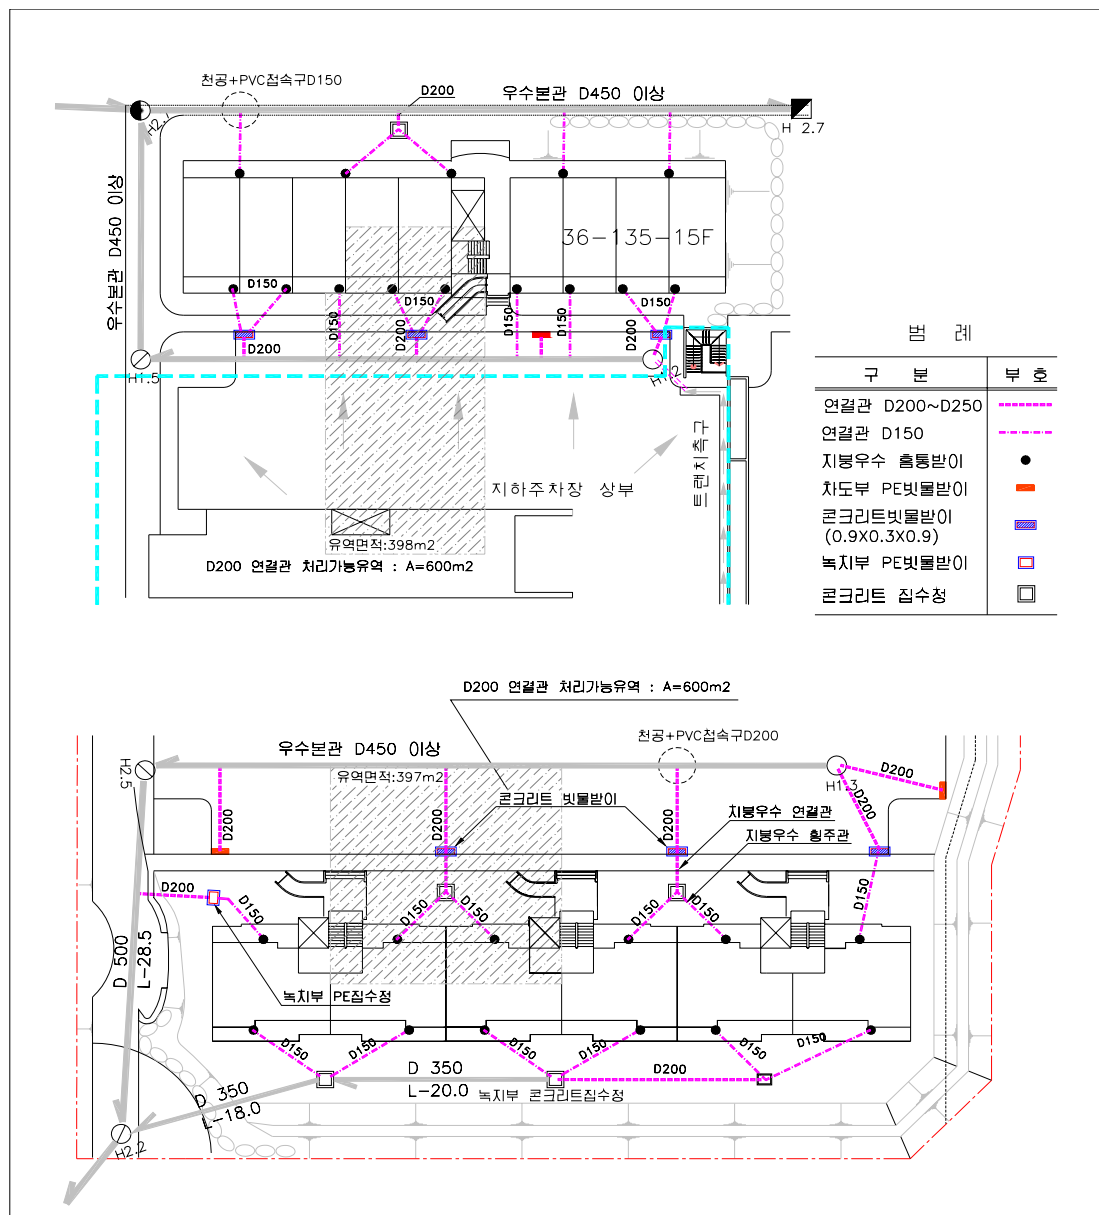 천공+PVC접속구D150
D200
우수본관 D450 이상
H 2.7
우수본관 D450 이상
36-135-15F
D150
D150
D150
D150
D200
D150
D150
D200
D200
D200
H1.5
트랜치측구
지하주차장 상부
유역면적:398m2
D200 연결관 처리가능유역 : A=600m2
범 례
구 분 부 호
연결관 D200~D250
연결관 D150
지붕우수 홈통받이
차도부 PE빗물받이
콘크리트빗물받이
(0.9X0.3X0.9)
녹지부 PE빗물받이
콘크리트 집수정
D200 연결관 처리가능유역 : A=600m2
우수본관 D450 이상
천공+PVC접속구D200
H2.5
유역면적:397m2
H1.3
D200
D200
콘크리트 빗물받이
지붕우수 연결관
지붕우수 횡주관
D200
D200
D200
D200
D150
D150
D150
D150
D150
D150
D 500
L-28.5
녹지부 PE집수정
D150
D150
D150
D150
D150
D150
D 350
L-20.0
D200
녹지부 콘크리트집수정
D 350
L-18.0
H2.2